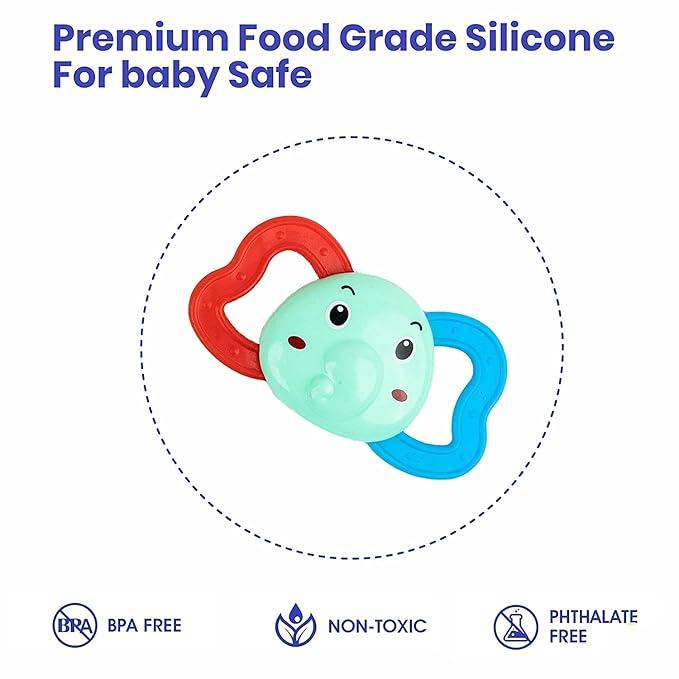 Premium Food Grade Silicone
For baby Safe
BPA BPA FREE
NON-TOXIC
PHTHALATE
FREE